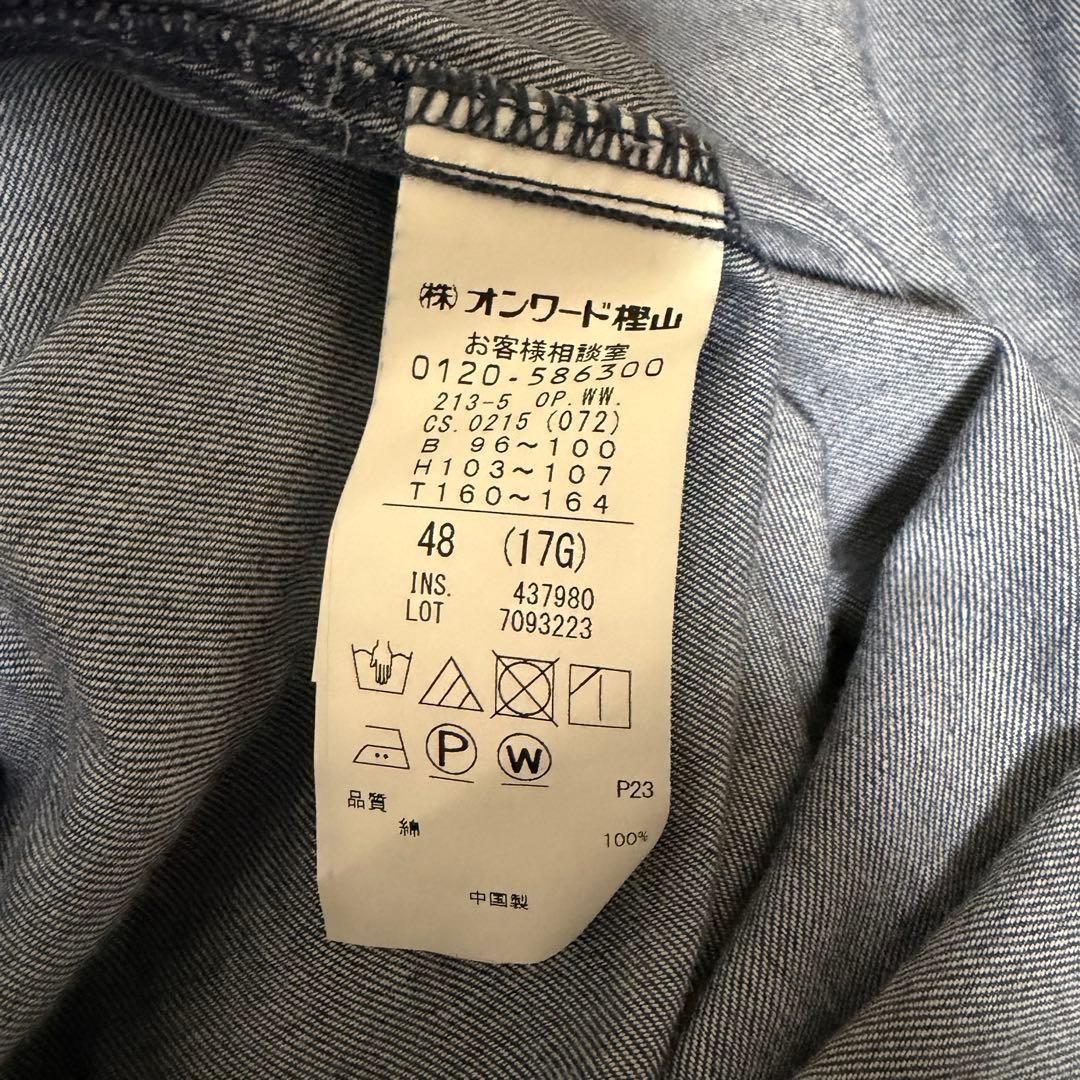 (株)オンワード樫山
お客様相談室
0120-586300
213-5 OP.WW.
CS.0215(072)
B 96~100
H103~107
T160~164
48 (17G)
INS. 437980
LOT 7093223
P W
P23
品質
綿 100%
中国製